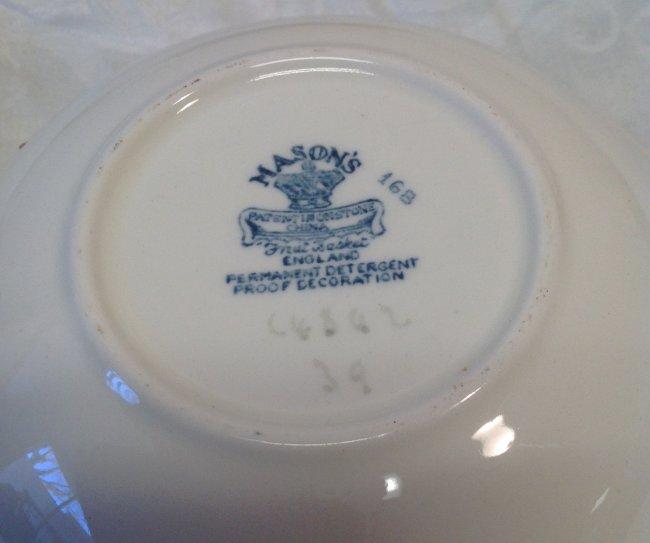 MASON'S
168
PATENT IRONSTONE
CHINA
"Fruit Basket"
ENGLAND
PERMANENT DETERGENT
PROOF DECORATION